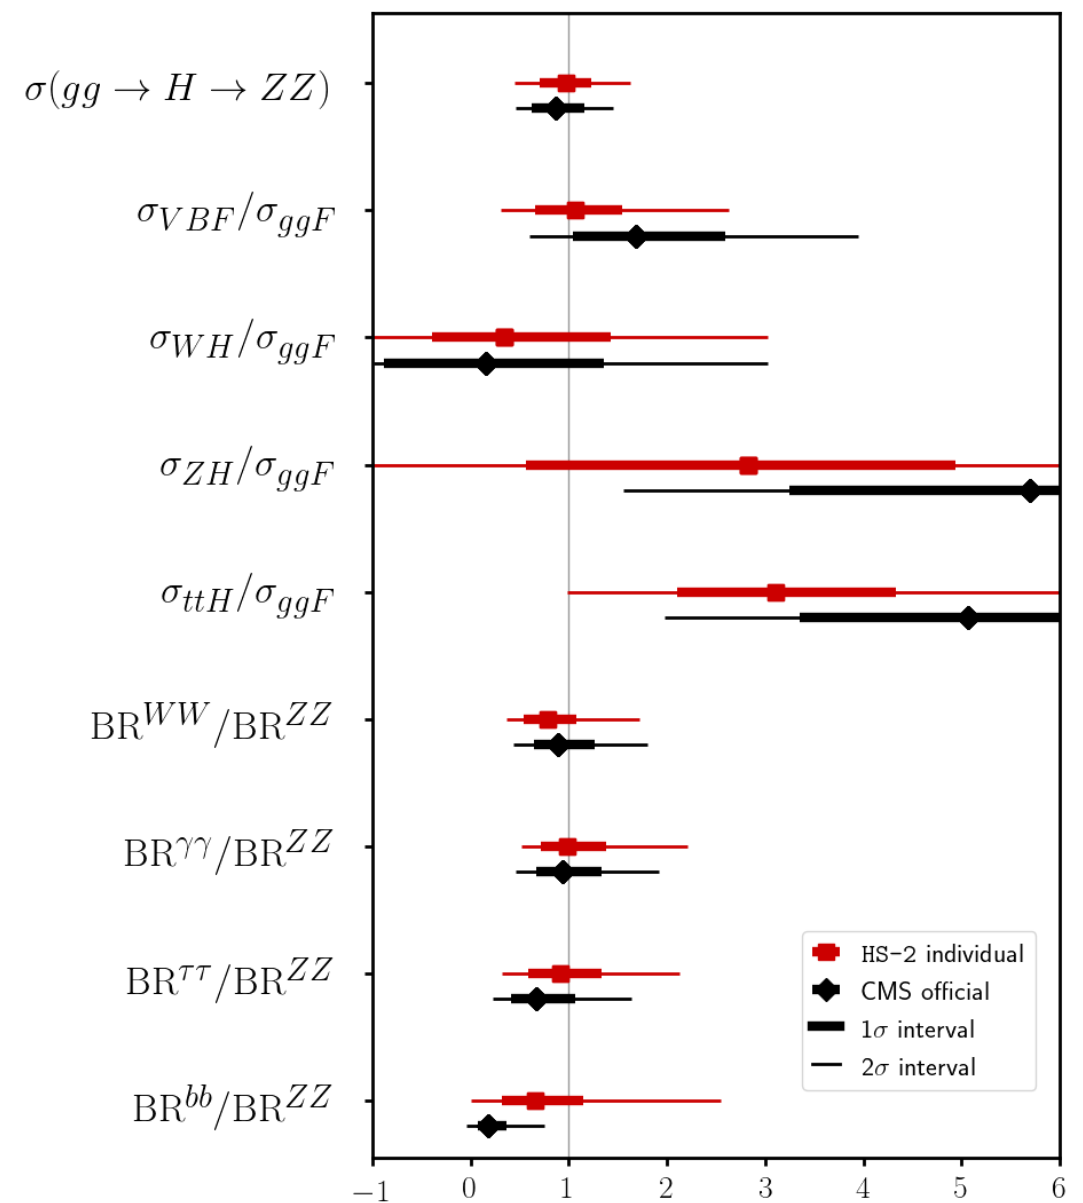 σ(gg → H → ZZ)
σ_VBF/σ_ggF
σ_WH/σ_ggF
σ_ZH/σ_ggF
σ_ttH/σ_ggF
BR^WW/BR^ZZ
BR^γγ/BR^ZZ
BR^ττ/BR^ZZ
BR^bb/BR^ZZ
HS-2 individual
CMS official
1σ interval
2σ interval
−1 0 1 2 3 4 5 6